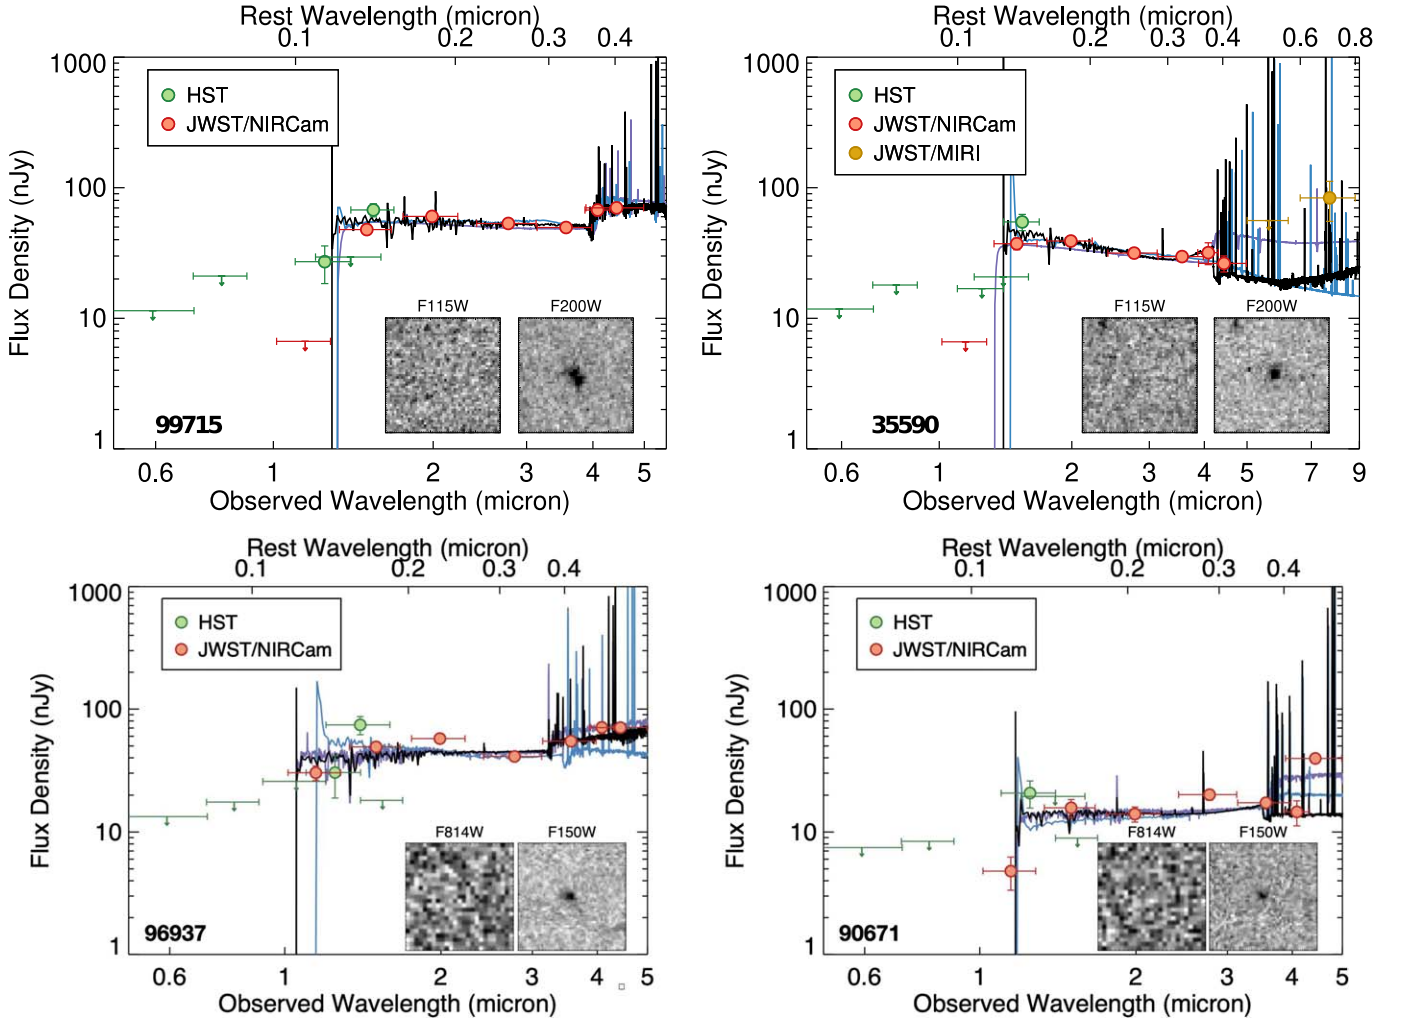 Rest Wavelength (micron)
0.1 0.2 0.3 0.4
1000
100
10
1
Flux Density (nJy)
HST
JWST/NIRCam
F115W F200W
99715
0.6 1 2 3 4 5
Observed Wavelength (micron)
Rest Wavelength (micron)
0.1 0.2 0.3 0.4 0.6 0.8
1000
100
10
1
Flux Density (nJy)
HST
JWST/NIRCam
JWST/MIRI
F115W F200W
35590
0.6 1 2 3 4 5 7 9
Observed Wavelength (micron)
Rest Wavelength (micron)
0.1 0.2 0.3 0.4
1000
100
10
1
Flux Density (nJy)
HST
JWST/NIRCam
F814W F150W
96937
0.6 1 2 3 4 5
Observed Wavelength (micron)
Rest Wavelength (micron)
0.1 0.2 0.3 0.4
1000
100
10
1
Flux Density (nJy)
HST
JWST/NIRCam
F814W F150W
90671
0.6 1 2 3 4 5
Observed Wavelength (micron)